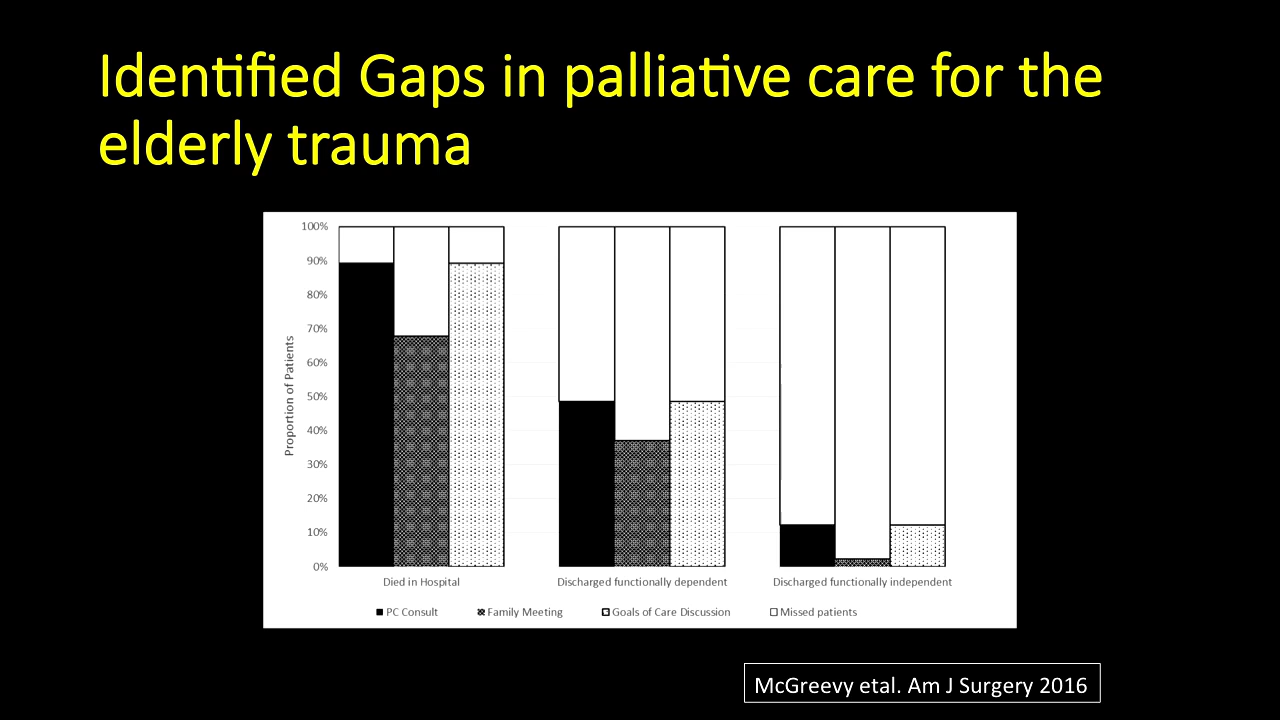 Identified Gaps in palliative care for the
elderly trauma
100%
90%
80%
70%
60%
50%
40%
30%
20%
10%
0%
Proportion of Patients
Died in Hospital
Discharged functionally dependent
Discharged functionally independent
PC Consult
Family Meeting
Goals of Care Discussion
Missed patients
McGreevy etal. Am J Surgery 2016